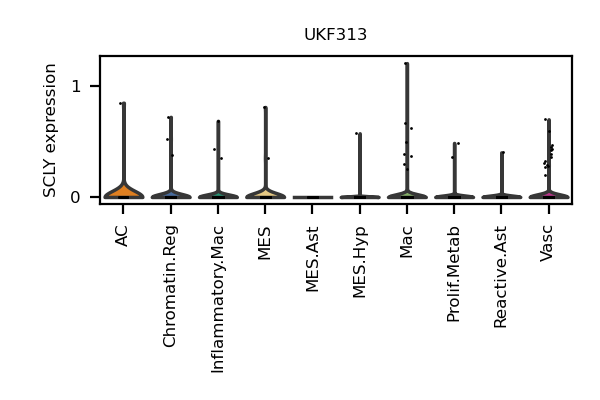 UKF313
SCLY expression
1
0
AC
Chromatin.Reg
Inflammatory.Mac
MES
MES.Ast
MES.Hyp
Mac
Prolif.Metab
Reactive.Ast
Vasc